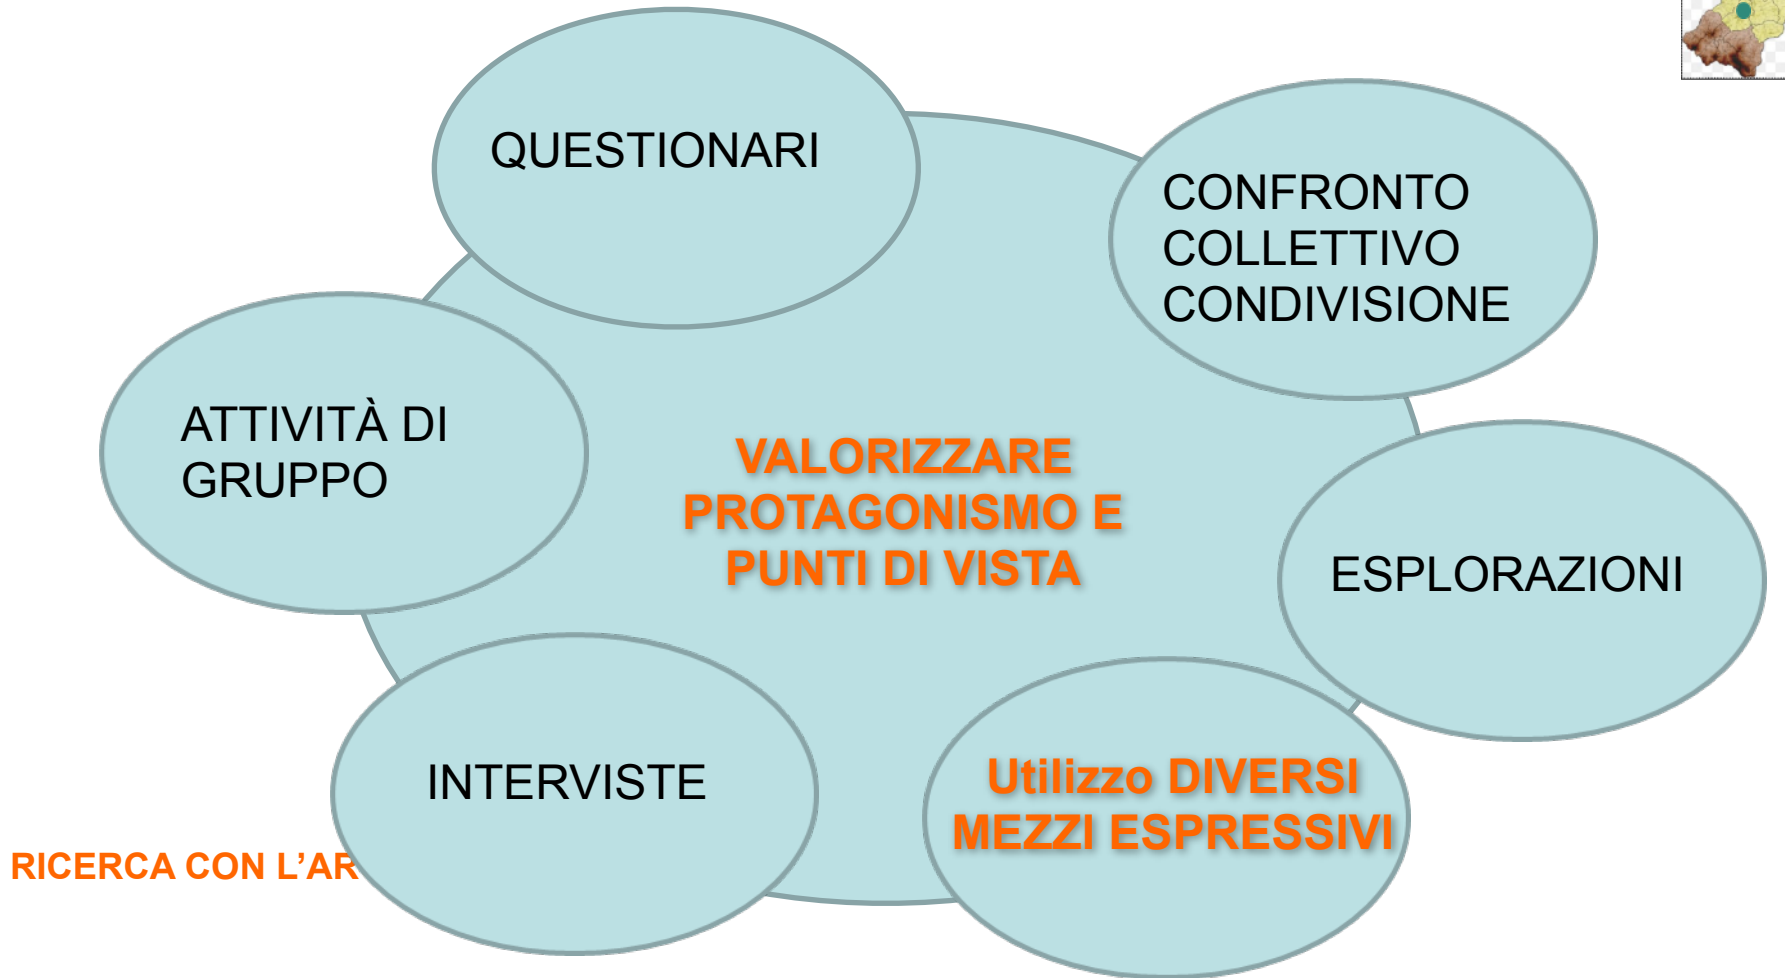 QUESTIONARI
CONFRONTO
COLLETTIVO
CONDIVISIONE
ATTIVITÀ DI
GRUPPO
VALORIZZARE
PROTAGONISMO E
PUNTI DI VISTA
ESPLORAZIONI
INTERVISTE
Utilizzo DIVERSI
MEZZI ESPRESSIVI
RICERCA CON